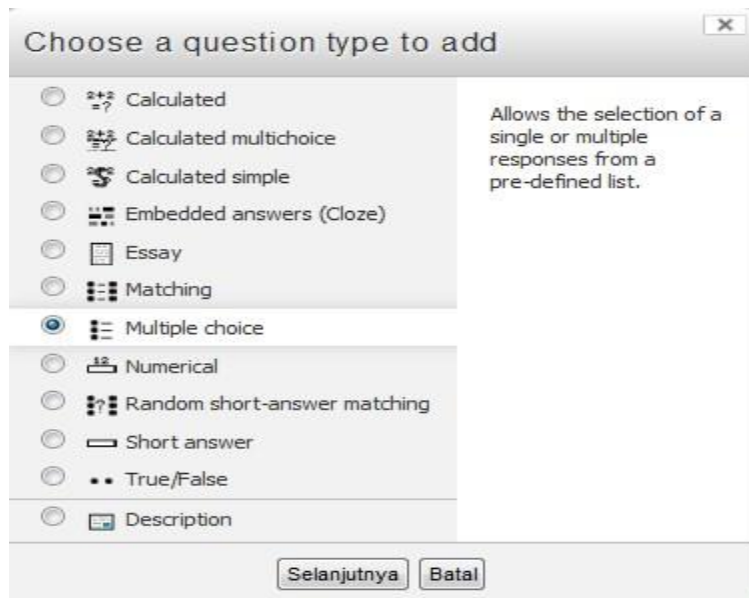 Choose a question type to add
Calculated
Calculated multichoice
Calculated simple
Embedded answers (Cloze)
Essay
Matching
Multiple choice
Numerical
Random short-answer matching
Short answer
True/False
Description
Allows the selection of a
single or multiple
responses from a
pre-defined list.
Selanjutnya Batal